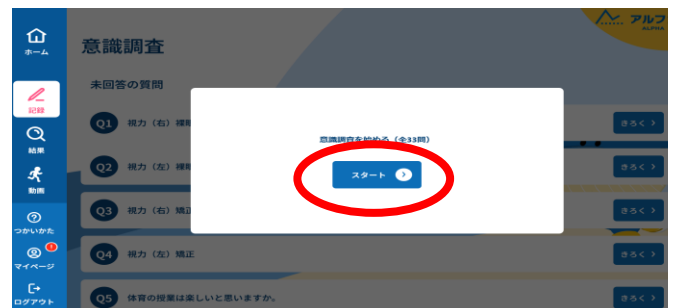 ホーム
記録
結果
動画
つかいかた
マイページ
ログアウト
アルフ
ALPHA
意識調査
未回答の質問
Q1 視力（右）裸眼
きろく
Q2 視力（左）裸眼
きろく
意識調査を始める（全33問）
スタート
Q3 視力（右）矯正
きろく
Q4 視力（左）矯正
きろく
Q5 体育の授業は楽しいと思いますか。
きろく